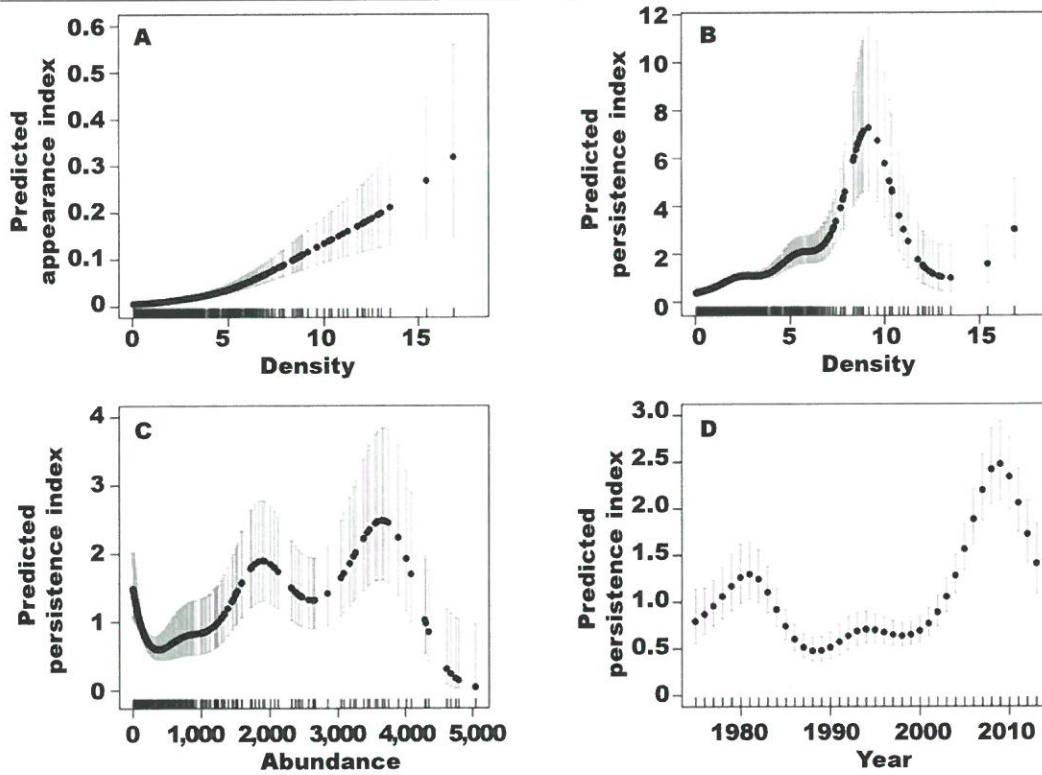 A
Predicted
appearance index
0.6
0.5
0.4
0.3
0.2
0.1
0
0 5 10 15
Density
B
Predicted
persistence index
12
10
8
6
4
2
0
0 5 10 15
Density
C
Predicted
persistence index
4
3
2
1
0
0 1,000 2,000 3,000 4,000 5,000
Abundance
D
Predicted
persistence index
3.0
2.5
2.0
1.5
1.0
0.5
0
1980 1990 2000 2010
Year